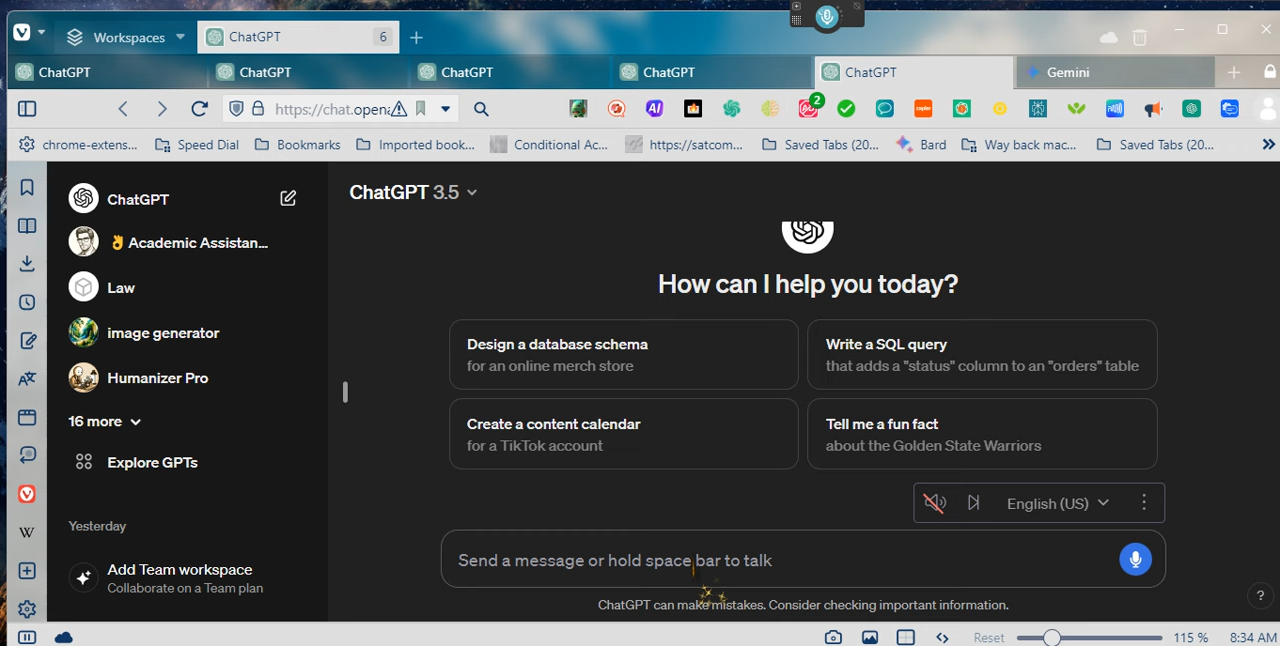 Workspaces
ChatGPT
6
ChatGPT
ChatGPT
ChatGPT
ChatGPT
ChatGPT
Gemini
https://chat.opena
AI
2
chrome-extens...
Speed Dial
Bookmarks
Imported book...
Conditional Ac...
https://satcom...
Saved Tabs (20...
Bard
Way back mac...
Saved Tabs (20...
ChatGPT
👌 Academic Assistan...
Law
image generator
Humanizer Pro
16 more
Explore GPTs
Yesterday
Add Team workspace
Collaborate on a Team plan
W
ChatGPT 3.5
How can I help you today?
Design a database schema
for an online merch store
Write a SQL query
that adds a "status" column to an "orders" table
Create a content calendar
for a TikTok account
Tell me a fun fact
about the Golden State Warriors
English (US)
Send a message or hold space bar to talk
ChatGPT can make mistakes. Consider checking important information.
?
Reset
115 %
8:34 AM